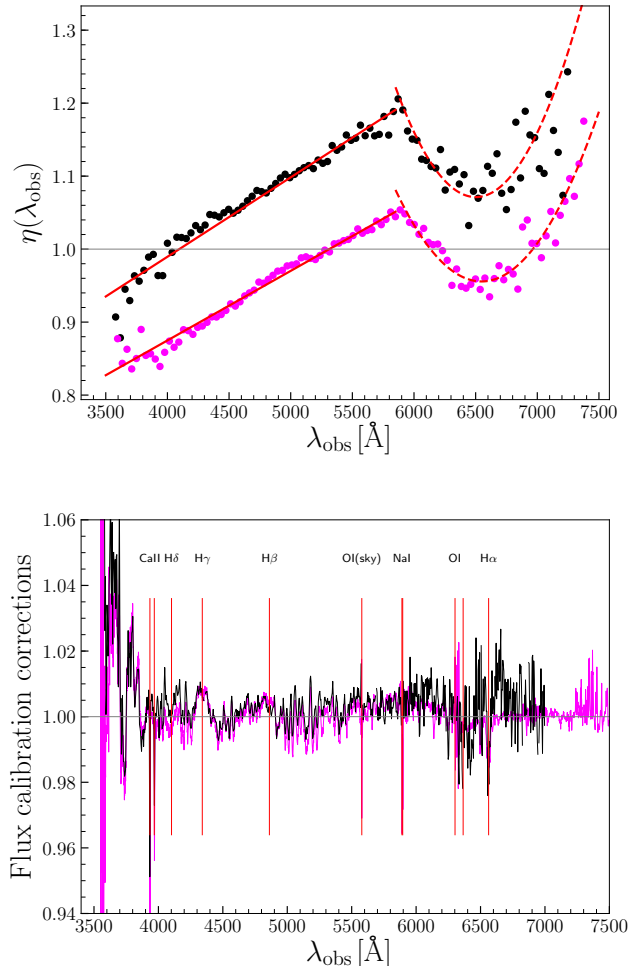 1.3
1.2
1.1
1.0
0.9
0.8
η(λobs)
3500 4000 4500 5000 5500 6000 6500 7000 7500
λobs [Å]
1.06
1.04
1.02
1.00
0.98
0.96
0.94
Flux calibration corrections
CaII Hδ Hγ Hβ OI(sky) NaI OI Hα
3500 4000 4500 5000 5500 6000 6500 7000 7500
λobs [Å]